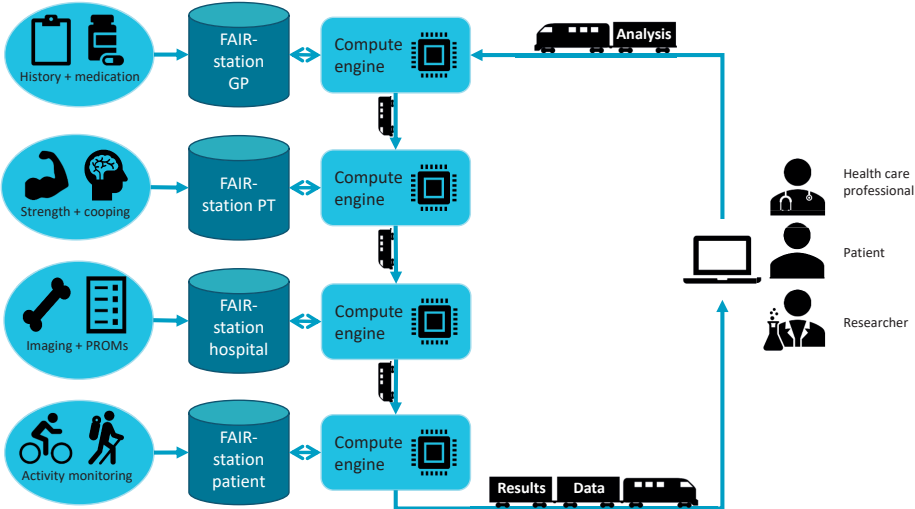 History + medication
FAIR-
station
GP
Compute
engine
Analysis
Strength + cooping
FAIR-
station PT
Compute
engine
Health care
professional
Patient
Researcher
Imaging + PROMs
FAIR-
station
hospital
Compute
engine
Activity monitoring
FAIR-
station
patient
Compute
engine
Results
Data